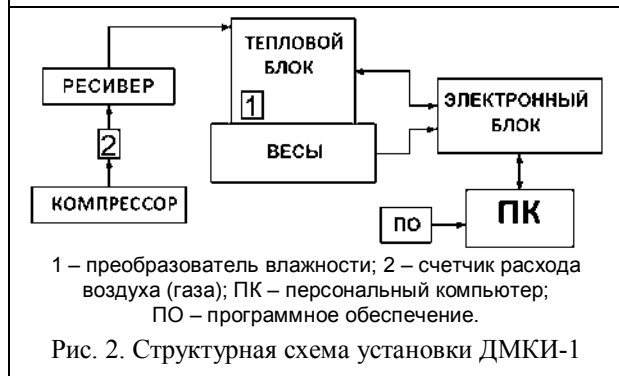 ТЕПЛОВОЙ
БЛОК
РЕСИВЕР
1
ЭЛЕКТРОННЫЙ
БЛОК
2
ВЕСЫ
КОМПРЕССОР
ПО
ПК
1 – преобразователь влажности; 2 – счетчик расхода
воздуха (газа); ПК – персональный компьютер;
ПО – программное обеспечение.
Рис. 2. Структурная схема установки ДМКИ-1